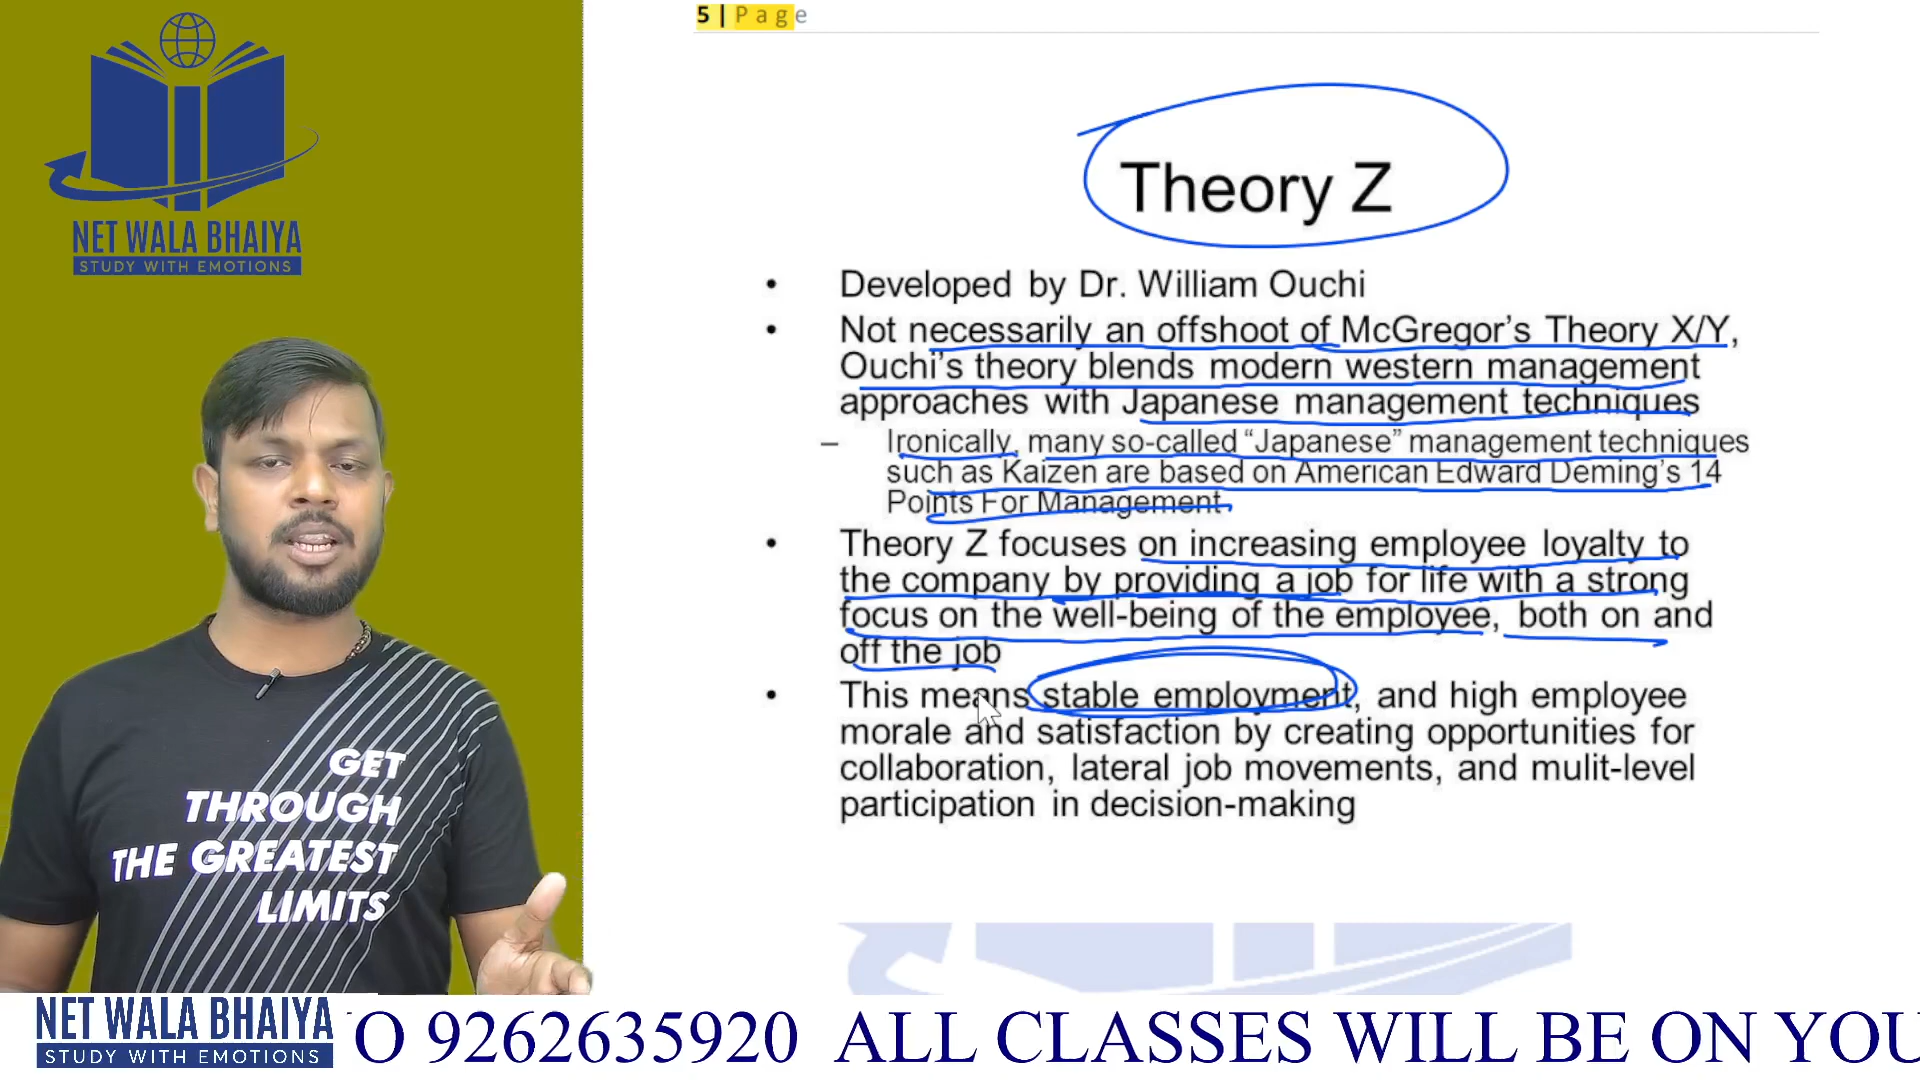 5 | Page
NET WALA BHAIYA
STUDY WITH EMOTIONS
Theory Z
• Developed by Dr. William Ouchi
• Not necessarily an offshoot of McGregor's Theory X/Y,
Ouchi's theory blends modern western management
approaches with Japanese management techniques
– Ironically, many so-called “Japanese” management techniques
such as Kaizen are based on American Edward Deming's 14
Points For Management
• Theory Z focuses on increasing employee loyalty to
the company by providing a job for life with a strong
focus on the well-being of the employee, both on and
off the job
• This means stable employment, and high employee
morale and satisfaction by creating opportunities for
collaboration, lateral job movements, and mulit-level
participation in decision-making
GET
THROUGH
THE GREATEST
LIMITS
NET WALA BHAIYA
STUDY WITH EMOTIONS
O 9262635920 ALL CLASSES WILL BE ON YOU